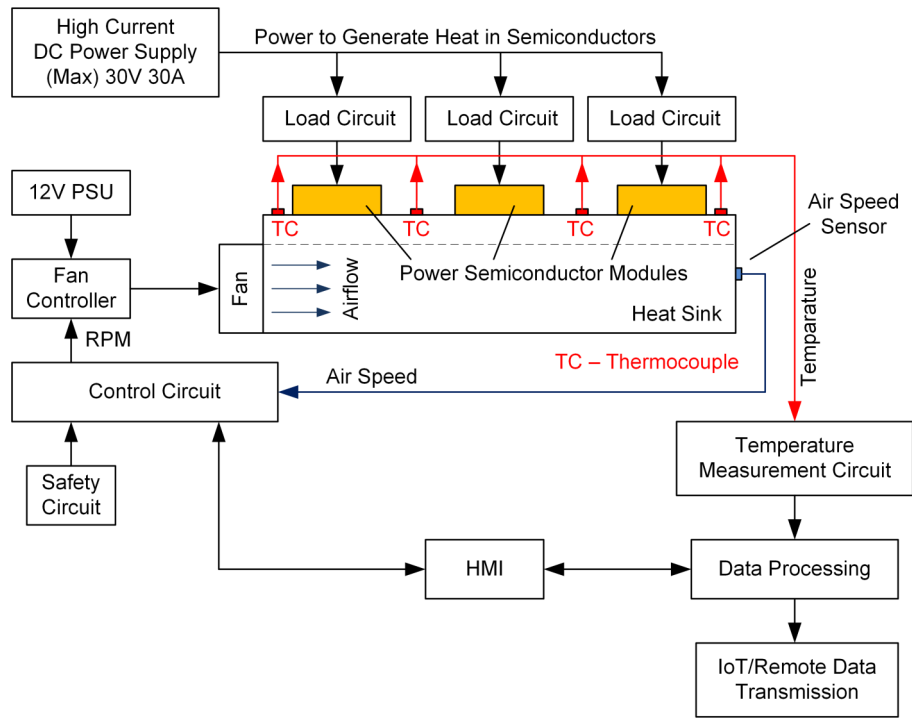 High Current
DC Power Supply
(Max) 30V 30A
Power to Generate Heat in Semiconductors
Load Circuit
Load Circuit
Load Circuit
12V PSU
TC
TC
TC
TC
Air Speed
Sensor
Fan
Controller
Fan
Airflow
Power Semiconductor Modules
Heat Sink
Temparature
RPM
TC – Thermocouple
Air Speed
Control Circuit
Temperature
Measurement Circuit
Safety
Circuit
HMI
Data Processing
IoT/Remote Data
Transmission